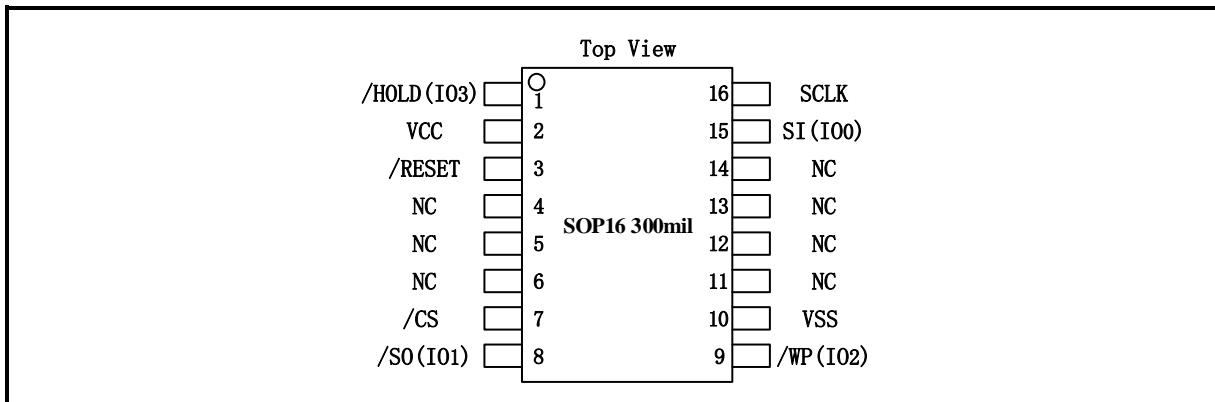 Top View
/HOLD(IO3) 1 16 SCLK
VCC 2 15 SI(IO0)
/RESET 3 14 NC
NC 4 13 NC
SOP16 300mil
NC 5 12 NC
NC 6 11 NC
/CS 7 10 VSS
/SO(IO1) 8 9 /WP(IO2)